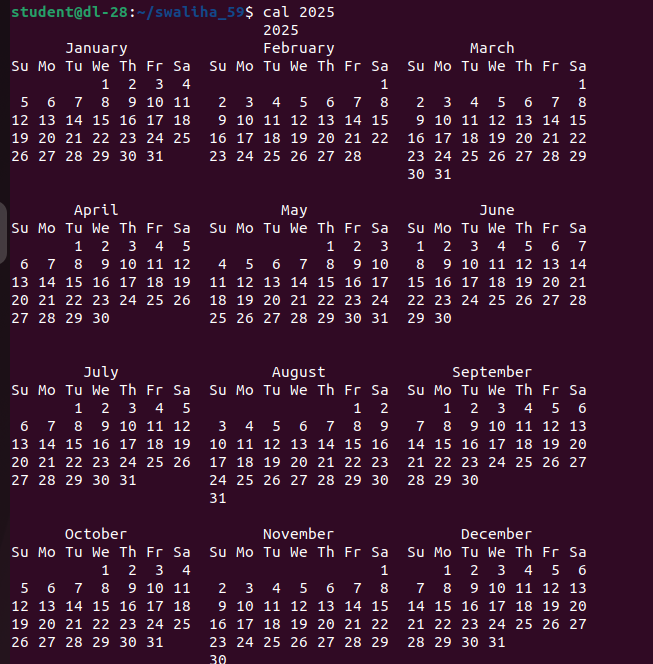 student@dl-28:~/swaliha_59$ cal 2025
                            2025
      January               February               March
Su Mo Tu We Th Fr Sa  Su Mo Tu We Th Fr Sa  Su Mo Tu We Th Fr Sa
          1  2  3  4                     1                     1
 5  6  7  8  9 10 11   2  3  4  5  6  7  8   2  3  4  5  6  7  8
12 13 14 15 16 17 18   9 10 11 12 13 14 15   9 10 11 12 13 14 15
19 20 21 22 23 24 25  16 17 18 19 20 21 22  16 17 18 19 20 21 22
26 27 28 29 30 31     23 24 25 26 27 28     23 24 25 26 27 28 29
                                            30 31
       April                  May                   June
Su Mo Tu We Th Fr Sa  Su Mo Tu We Th Fr Sa  Su Mo Tu We Th Fr Sa
       1  2  3  4  5               1  2  3   1  2  3  4  5  6  7
 6  7  8  9 10 11 12   4  5  6  7  8  9 10   8  9 10 11 12 13 14
13 14 15 16 17 18 19  11 12 13 14 15 16 17  15 16 17 18 19 20 21
20 21 22 23 24 25 26  18 19 20 21 22 23 24  22 23 24 25 26 27 28
27 28 29 30           25 26 27 28 29 30 31  29 30
        July                 August              September
Su Mo Tu We Th Fr Sa  Su Mo Tu We Th Fr Sa  Su Mo Tu We Th Fr Sa
       1  2  3  4  5                  1  2      1  2  3  4  5  6
 6  7  8  9 10 11 12   3  4  5  6  7  8  9   7  8  9 10 11 12 13
13 14 15 16 17 18 19  10 11 12 13 14 15 16  14 15 16 17 18 19 20
20 21 22 23 24 25 26  17 18 19 20 21 22 23  21 22 23 24 25 26 27
27 28 29 30 31        24 25 26 27 28 29 30  28 29 30
                      31
      October               November              December
Su Mo Tu We Th Fr Sa  Su Mo Tu We Th Fr Sa  Su Mo Tu We Th Fr Sa
          1  2  3  4                     1      1  2  3  4  5  6
 5  6  7  8  9 10 11   2  3  4  5  6  7  8   7  8  9 10 11 12 13
12 13 14 15 16 17 18   9 10 11 12 13 14 15  14 15 16 17 18 19 20
19 20 21 22 23 24 25  16 17 18 19 20 21 22  21 22 23 24 25 26 27
26 27 28 29 30 31     23 24 25 26 27 28 29  28 29 30 31
                      30